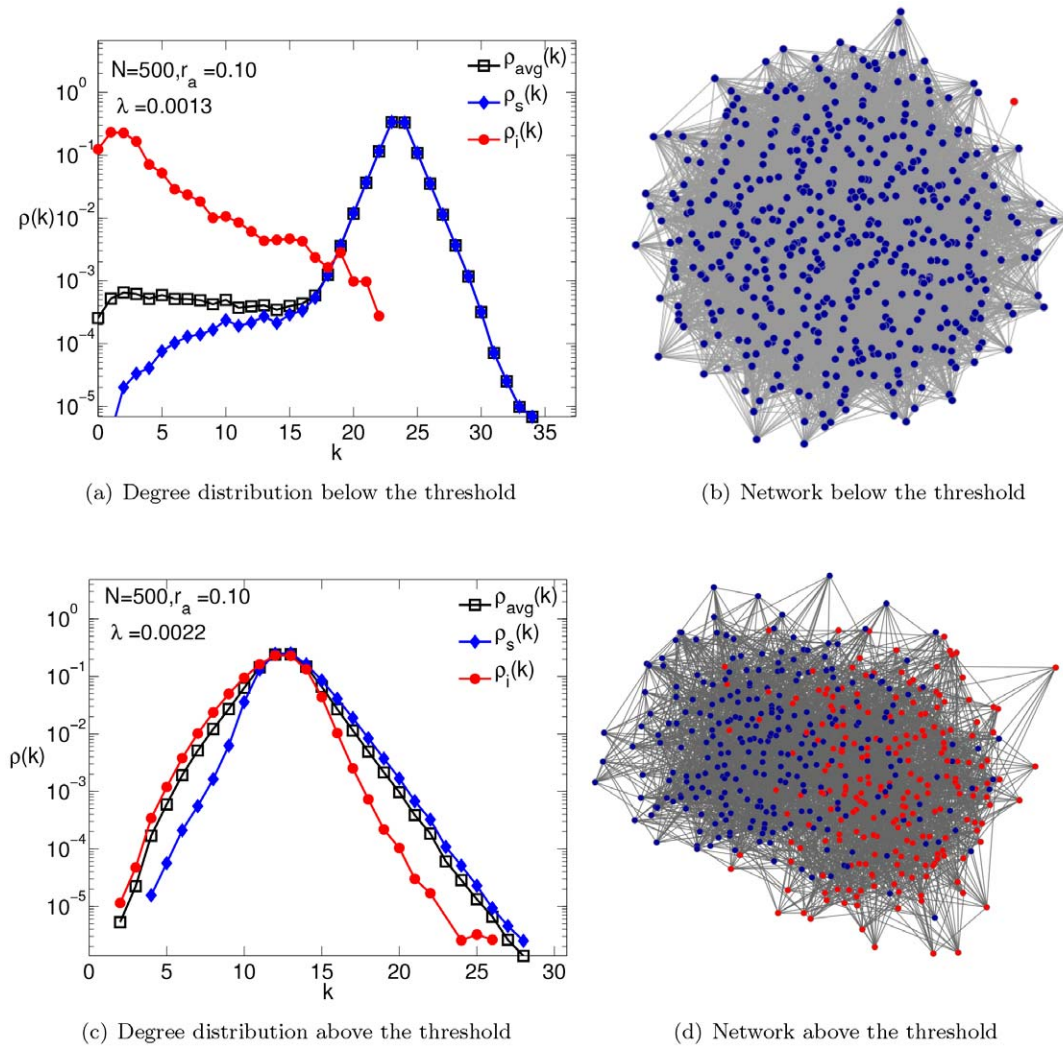 N=500,r_a=0.10
λ=0.0013
ρ_avg(k)
ρ_s(k)
ρ_i(k)
10^0
10^-1
10^-2
10^-3
10^-4
10^-5
ρ(k)
0 5 10 15 20 25 30 35
k
(a) Degree distribution below the threshold
(b) Network below the threshold
N=500,r_a=0.10
λ=0.0022
ρ_avg(k)
ρ_s(k)
ρ_i(k)
10^0
10^-1
10^-2
10^-3
10^-4
10^-5
ρ(k)
0 5 10 15 20 25 30
k
(c) Degree distribution above the threshold
(d) Network above the threshold